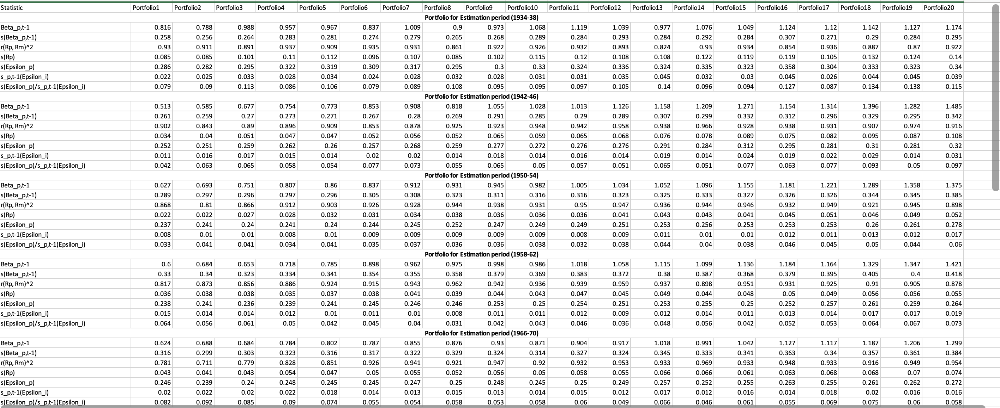 Statistic Portfolio1 Portfolio2 Portfolio3 Portfolio4 Portfolio5 Portfolio6 Portfolio7 Portfolio8 Portfolio9 Portfolio10 Portfolio11 Portfolio12 Portfolio13 Portfolio14 Portfolio15 Portfolio16 Portfolio17 Portfolio18 Portfolio19 Portfolio20
Portfolio for Estimation period (1934-38)
Beta_p,t-1 0.816 0.788 0.988 0.957 0.967 0.837 1.009 0.9 0.973 1.068 1.119 1.039 0.977 1.076 1.049 1.124 1.12 1.142 1.127 1.174
s(Beta_p,t-1) 0.258 0.256 0.264 0.283 0.281 0.274 0.279 0.265 0.268 0.289 0.284 0.293 0.284 0.292 0.284 0.307 0.271 0.29 0.284 0.295
r(Rp, Rm)^2 0.93 0.911 0.891 0.937 0.909 0.935 0.931 0.861 0.922 0.926 0.932 0.893 0.824 0.93 0.934 0.854 0.936 0.887 0.87 0.922
s(Rp) 0.085 0.085 0.101 0.11 0.112 0.096 0.107 0.085 0.102 0.115 0.12 0.108 0.108 0.122 0.119 0.119 0.105 0.132 0.124 0.14
s(Epsilon_p) 0.286 0.282 0.295 0.322 0.319 0.309 0.317 0.295 0.3 0.33 0.324 0.336 0.324 0.335 0.323 0.358 0.304 0.333 0.323 0.34
s_p,t-1(Epsilon_i) 0.022 0.025 0.033 0.028 0.034 0.024 0.028 0.032 0.028 0.031 0.031 0.035 0.045 0.032 0.03 0.045 0.026 0.044 0.045 0.039
s(Epsilon_p)/s_p,t-1(Epsilon_i) 0.079 0.09 0.113 0.086 0.106 0.079 0.089 0.108 0.095 0.095 0.097 0.105 0.14 0.096 0.094 0.127 0.087 0.134 0.138 0.115
Portfolio for Estimation period (1942-46)
Beta_p,t-1 0.513 0.585 0.677 0.754 0.773 0.853 0.908 0.818 1.055 1.028 1.013 1.126 1.158 1.209 1.271 1.154 1.314 1.396 1.282 1.485
s(Beta_p,t-1) 0.261 0.259 0.27 0.273 0.271 0.267 0.28 0.269 0.291 0.285 0.29 0.289 0.307 0.299 0.332 0.312 0.296 0.329 0.295 0.342
r(Rp, Rm)^2 0.902 0.843 0.89 0.896 0.909 0.853 0.878 0.925 0.923 0.948 0.942 0.958 0.938 0.966 0.928 0.938 0.931 0.907 0.974 0.916
s(Rp) 0.034 0.04 0.051 0.047 0.047 0.052 0.056 0.052 0.065 0.059 0.065 0.068 0.076 0.078 0.089 0.075 0.082 0.095 0.087 0.108
s(Epsilon_p) 0.252 0.251 0.259 0.262 0.26 0.257 0.268 0.259 0.277 0.272 0.276 0.276 0.291 0.284 0.312 0.295 0.281 0.31 0.281 0.32
s_p,t-1(Epsilon_i) 0.011 0.016 0.017 0.015 0.014 0.02 0.02 0.014 0.018 0.014 0.016 0.014 0.019 0.014 0.024 0.019 0.022 0.029 0.014 0.031
s(Epsilon_p)/s_p,t-1(Epsilon_i) 0.042 0.063 0.065 0.058 0.054 0.077 0.073 0.055 0.065 0.05 0.057 0.051 0.065 0.051 0.077 0.063 0.077 0.093 0.05 0.097
Portfolio for Estimation period (1950-54)
Beta_p,t-1 0.627 0.693 0.751 0.807 0.86 0.837 0.912 0.931 0.945 0.982 1.005 1.034 1.052 1.096 1.155 1.181 1.221 1.289 1.358 1.375
s(Beta_p,t-1) 0.289 0.297 0.296 0.297 0.296 0.305 0.308 0.323 0.311 0.316 0.316 0.323 0.325 0.333 0.327 0.326 0.326 0.344 0.345 0.385
r(Rp, Rm)^2 0.868 0.81 0.866 0.912 0.903 0.926 0.928 0.944 0.938 0.931 0.95 0.947 0.936 0.944 0.946 0.932 0.949 0.921 0.945 0.898
s(Rp) 0.022 0.022 0.027 0.028 0.032 0.031 0.034 0.038 0.036 0.036 0.036 0.041 0.043 0.043 0.041 0.045 0.051 0.046 0.049 0.052
s(Epsilon_p) 0.237 0.241 0.24 0.241 0.24 0.244 0.245 0.252 0.247 0.249 0.249 0.251 0.253 0.256 0.253 0.253 0.253 0.26 0.261 0.278
s_p,t-1(Epsilon_i) 0.008 0.01 0.01 0.008 0.01 0.009 0.009 0.009 0.009 0.009 0.008 0.009 0.011 0.01 0.01 0.012 0.011 0.013 0.012 0.017
s(Epsilon_p)/s_p,t-1(Epsilon_i) 0.033 0.041 0.041 0.034 0.041 0.035 0.037 0.036 0.036 0.038 0.032 0.038 0.044 0.04 0.038 0.046 0.045 0.05 0.044 0.06
Portfolio for Estimation period (1958-62)
Beta_p,t-1 0.6 0.684 0.653 0.718 0.785 0.898 0.962 0.975 0.998 0.986 1.018 1.058 1.115 1.099 1.136 1.184 1.164 1.329 1.347 1.421
s(Beta_p,t-1) 0.33 0.34 0.323 0.334 0.341 0.354 0.355 0.358 0.379 0.369 0.383 0.372 0.38 0.387 0.368 0.379 0.395 0.405 0.4 0.418
r(Rp, Rm)^2 0.817 0.873 0.856 0.886 0.924 0.915 0.943 0.962 0.942 0.936 0.939 0.959 0.937 0.898 0.951 0.931 0.925 0.91 0.905 0.878
s(Rp) 0.036 0.038 0.038 0.035 0.037 0.038 0.041 0.039 0.044 0.043 0.047 0.045 0.049 0.044 0.048 0.05 0.049 0.056 0.056 0.055
s(Epsilon_p) 0.238 0.241 0.236 0.239 0.241 0.245 0.246 0.246 0.253 0.25 0.254 0.251 0.253 0.255 0.25 0.252 0.257 0.261 0.259 0.264
s_p,t-1(Epsilon_i) 0.015 0.014 0.014 0.012 0.01 0.011 0.01 0.008 0.011 0.011 0.012 0.009 0.012 0.014 0.011 0.013 0.014 0.017 0.017 0.019
s(Epsilon_p)/s_p,t-1(Epsilon_i) 0.064 0.056 0.061 0.05 0.042 0.045 0.04 0.031 0.042 0.043 0.046 0.036 0.048 0.056 0.042 0.052 0.053 0.064 0.067 0.073
Portfolio for Estimation period (1966-70)
Beta_p,t-1 0.624 0.688 0.684 0.784 0.802 0.787 0.855 0.876 0.93 0.871 0.904 0.917 1.018 0.991 1.042 1.127 1.117 1.187 1.206 1.299
s(Beta_p,t-1) 0.316 0.299 0.303 0.323 0.316 0.317 0.322 0.329 0.324 0.314 0.327 0.324 0.345 0.333 0.341 0.363 0.34 0.357 0.361 0.384
r(Rp, Rm)^2 0.781 0.711 0.779 0.828 0.851 0.926 0.941 0.921 0.947 0.92 0.932 0.953 0.933 0.969 0.933 0.948 0.933 0.916 0.949 0.954
s(Rp) 0.043 0.041 0.043 0.054 0.047 0.05 0.055 0.052 0.056 0.05 0.058 0.055 0.066 0.066 0.061 0.063 0.068 0.068 0.07 0.074
s(Epsilon_p) 0.246 0.239 0.24 0.248 0.245 0.245 0.247 0.25 0.248 0.245 0.25 0.249 0.257 0.252 0.255 0.263 0.255 0.261 0.262 0.272
s_p,t-1(Epsilon_i) 0.02 0.022 0.02 0.022 0.018 0.014 0.013 0.015 0.013 0.014 0.015 0.012 0.017 0.012 0.016 0.014 0.018 0.02 0.016 0.016
s(Epsilon_p)/s_p,t-1(Epsilon_i) 0.082 0.092 0.085 0.09 0.074 0.055 0.054 0.058 0.053 0.058 0.06 0.049 0.066 0.046 0.061 0.055 0.069 0.075 0.06 0.058